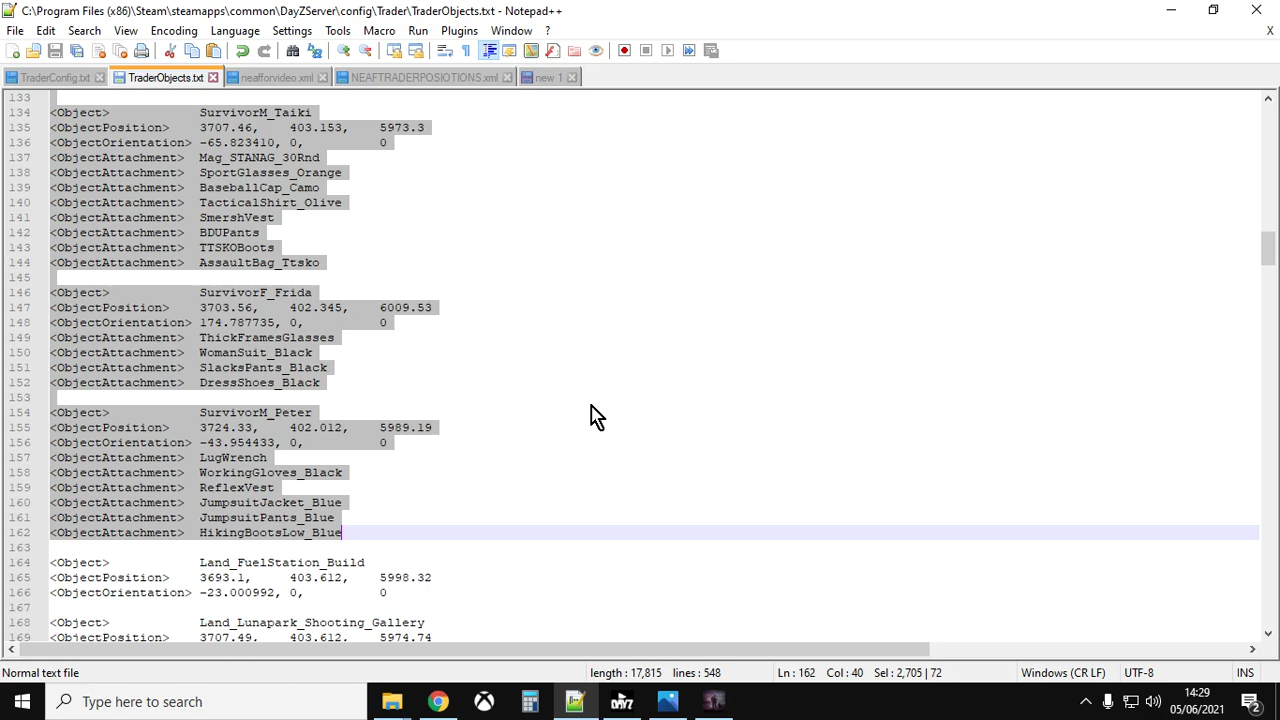 C:\Program Files (x86)\Steam\steamapps\common\DayZServer\config\Trader\TraderObjects.txt - Notepad++
File Edit Search View Encoding Language Settings Tools Macro Run Plugins Window ? X
TraderConfig.txt TraderObjects.txt neafforvideo.xml NEAFTRADERPOSIOTIONS.xml new 1
133
134 <Object> SurvivorM_Taiki
135 <ObjectPosition> 3707.46, 403.153, 5973.3
136 <ObjectOrientation> -65.823410, 0, 0
137 <ObjectAttachment> Mag_STANAG_30Rnd
138 <ObjectAttachment> SportGlasses_Orange
139 <ObjectAttachment> BaseballCap_Camo
140 <ObjectAttachment> TacticalShirt_Olive
141 <ObjectAttachment> SmershVest
142 <ObjectAttachment> BDUPants
143 <ObjectAttachment> TTSKOBoots
144 <ObjectAttachment> AssaultBag_Ttsko
145
146 <Object> SurvivorF_Frida
147 <ObjectPosition> 3703.56, 402.345, 6009.53
148 <ObjectOrientation> 174.787735, 0, 0
149 <ObjectAttachment> ThickFramesGlasses
150 <ObjectAttachment> WomanSuit_Black
151 <ObjectAttachment> SlacksPants_Black
152 <ObjectAttachment> DressShoes_Black
153
154 <Object> SurvivorM_Peter
155 <ObjectPosition> 3724.33, 402.012, 5989.19
156 <ObjectOrientation> -43.954433, 0, 0
157 <ObjectAttachment> LugWrench
158 <ObjectAttachment> WorkingGloves_Black
159 <ObjectAttachment> ReflexVest
160 <ObjectAttachment> JumpsuitJacket_Blue
161 <ObjectAttachment> JumpsuitPants_Blue
162 <ObjectAttachment> HikingBootsLow_Blue
163
164 <Object> Land_FuelStation_Build
165 <ObjectPosition> 3693.1, 403.612, 5998.32
166 <ObjectOrientation> -23.000992, 0, 0
167
168 <Object> Land_Lunapark_Shooting_Gallery
169 <ObjectPosition> 3707.49, 403.612, 5974.74
Normal text file length : 17,815 lines : 548 Ln : 162 Col : 40 Sel : 2,705 | 72 Windows (CR LF) UTF-8 INS
Type here to search DAYZ 14:29
05/06/2021 2